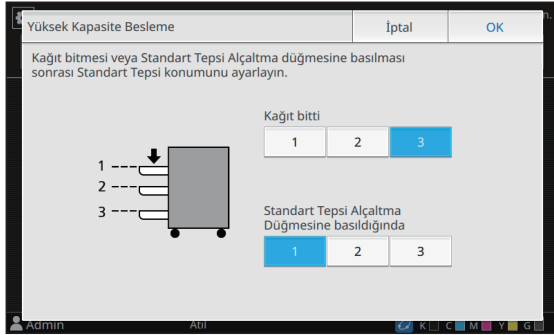 Yüksek Kapasite Besleme
İptal
OK
n.
Kağıt bitmesi veya Standart Tepsi Alçaltma düğmesine basılması
sonrası Standart Tepsi konumunu ayarlayın.
Kağıt bitti
1 2 3
1
2
3
Standart Tepsi Alçaltma
Düğmesine basıldığında
1 2 3
Admin
Atıl
K C M Y G